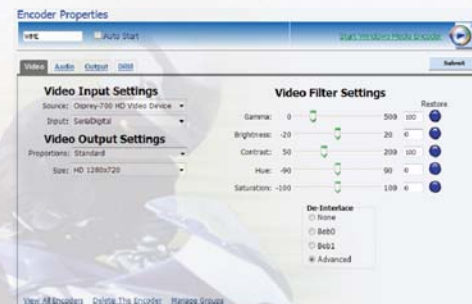 Encoder Properties
WME Auto Start Start Windows Media Encoder
Video Audio Output Submit
Video Input Settings
Source: Osprey-700 HD Video Device
Input: SerialDigital
Video Output Settings
Proportions: Standard
Size: HD 1280x720
Video Filter Settings
Restore
Gamma: 0 500 100
Brightness: -20 20 0
Contrast: 50 200 100
Hue: -90 90 0
Saturation: -100 100 0
De-Interlace
None
Bob0
Bob1
Advanced
View All Encoders Delete The Encoder Manage Groups